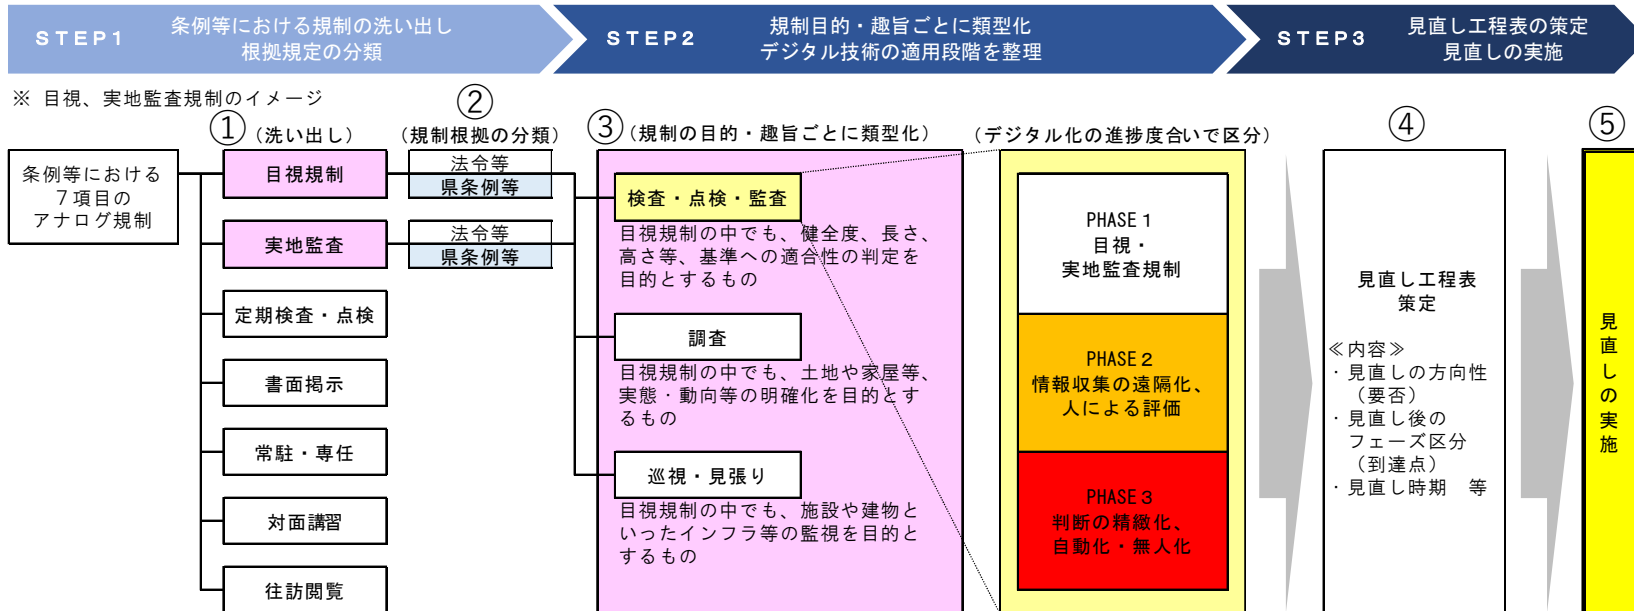 STEP1
条例等における規制の洗い出し
根拠規定の分類
STEP2
規制目的・趣旨ごとに類型化
デジタル技術の適用段階を整理
STEP3
見直し工程表の策定
見直しの実施
※ 目視、実地監査規制のイメージ
①（洗い出し）
②
（規制根拠の分類）
③（規制の目的・趣旨ごとに類型化）
（デジタル化の進捗度合いで区分）
④
⑤
条例等における
７項目の
アナログ規制
目視規制
実地監査
定期検査・点検
書面掲示
常駐・専任
対面講習
往訪閲覧
法令等
県条例等
法令等
県条例等
検査・点検・監査
目視規制の中でも、健全度、長さ、
高さ等、基準への適合性の判定を
目的とするもの
調査
目視規制の中でも、土地や家屋等、
実態・動向等の明確化を目的とす
るもの
巡視・見張り
目視規制の中でも、施設や建物と
いったインフラ等の監視を目的と
するもの
PHASE１
目視・
実地監査規制
PHASE２
情報収集の遠隔化、
人による評価
PHASE３
判断の精緻化、
自動化・無人化
見直し工程表
策定
≪内容≫
・見直しの方向性
（要否）
・見直し後の
フェーズ区分
（到達点）
・見直し時期　等
見直しの実施